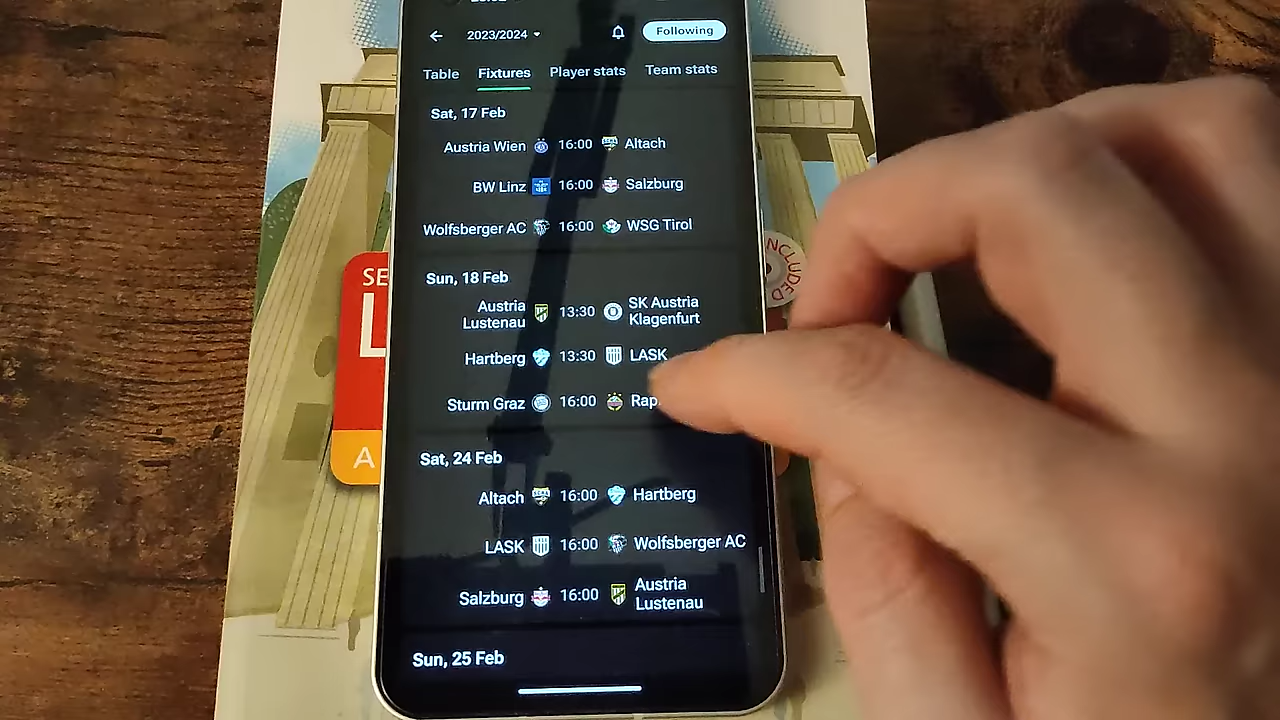 2023/2024
Following
Table Fixtures Player stats Team stats
Sat, 17 Feb
Austria Wien 16:00 Altach
BW Linz 16:00 Salzburg
Wolfsberger AC 16:00 WSG Tirol
Sun, 18 Feb
Austria Lustenau 13:30 SK Austria Klagenfurt
Hartberg 13:30 LASK
Sturm Graz 16:00 Rap
Sat, 24 Feb
Altach 16:00 Hartberg
LASK 16:00 Wolfsberger AC
Salzburg 16:00 Austria Lustenau
Sun, 25 Feb
SE
L
A
INCLUDED